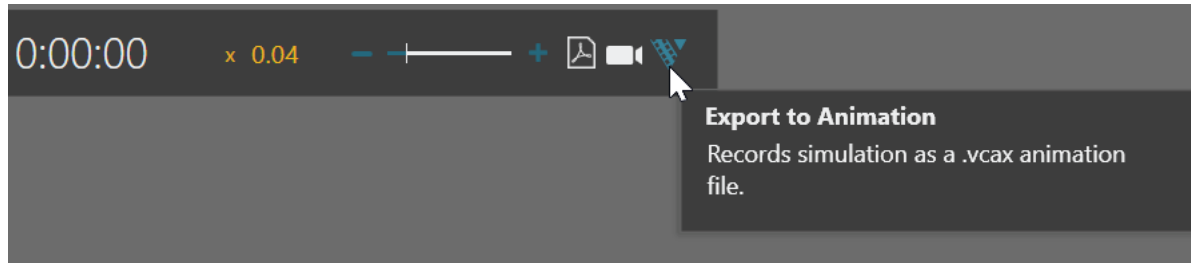 0:00:00 x 0.04
Export to Animation
Records simulation as a .vcax animation
file.